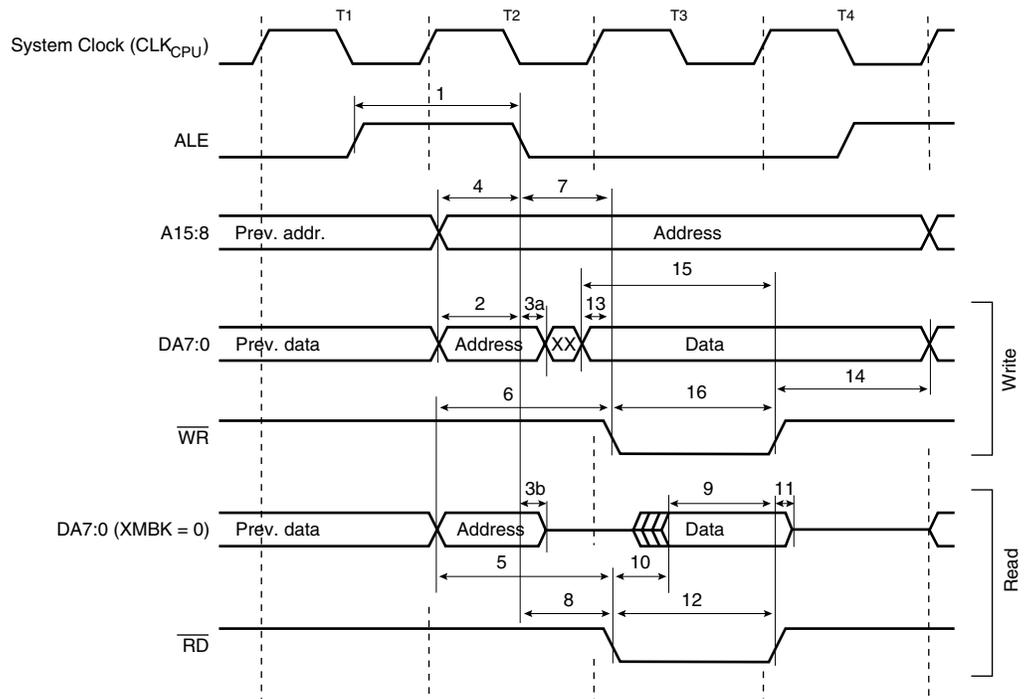 T1 T2 T3 T4
System Clock (CLKCPU)
1
ALE
4 7
A15:8 Prev. addr. Address
15
2 3a 13
DA7:0 Prev. data Address XX Data
14
6 16
WR
Write
3b 9 11
DA7:0 (XMBK = 0) Prev. data Address Data
5 10
8 12
Read
RD